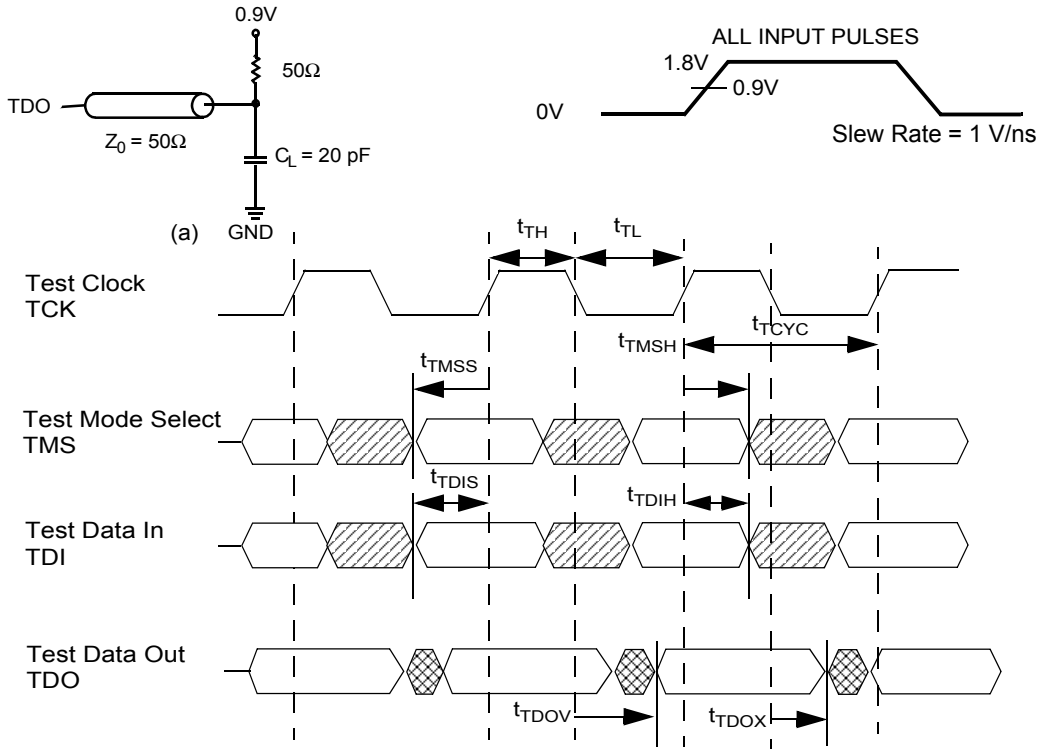 0.9V
50Ω
TDO
Z0 = 50Ω
CL = 20 pF
(a) GND
ALL INPUT PULSES
1.8V
0.9V
0V
Slew Rate = 1 V/ns
tTH
tTL
Test Clock
TCK
tTCYC
tTMSH
tTMSS
Test Mode Select
TMS
tTDIS
tTDIH
Test Data In
TDI
Test Data Out
TDO
tTDOV
tTDOX